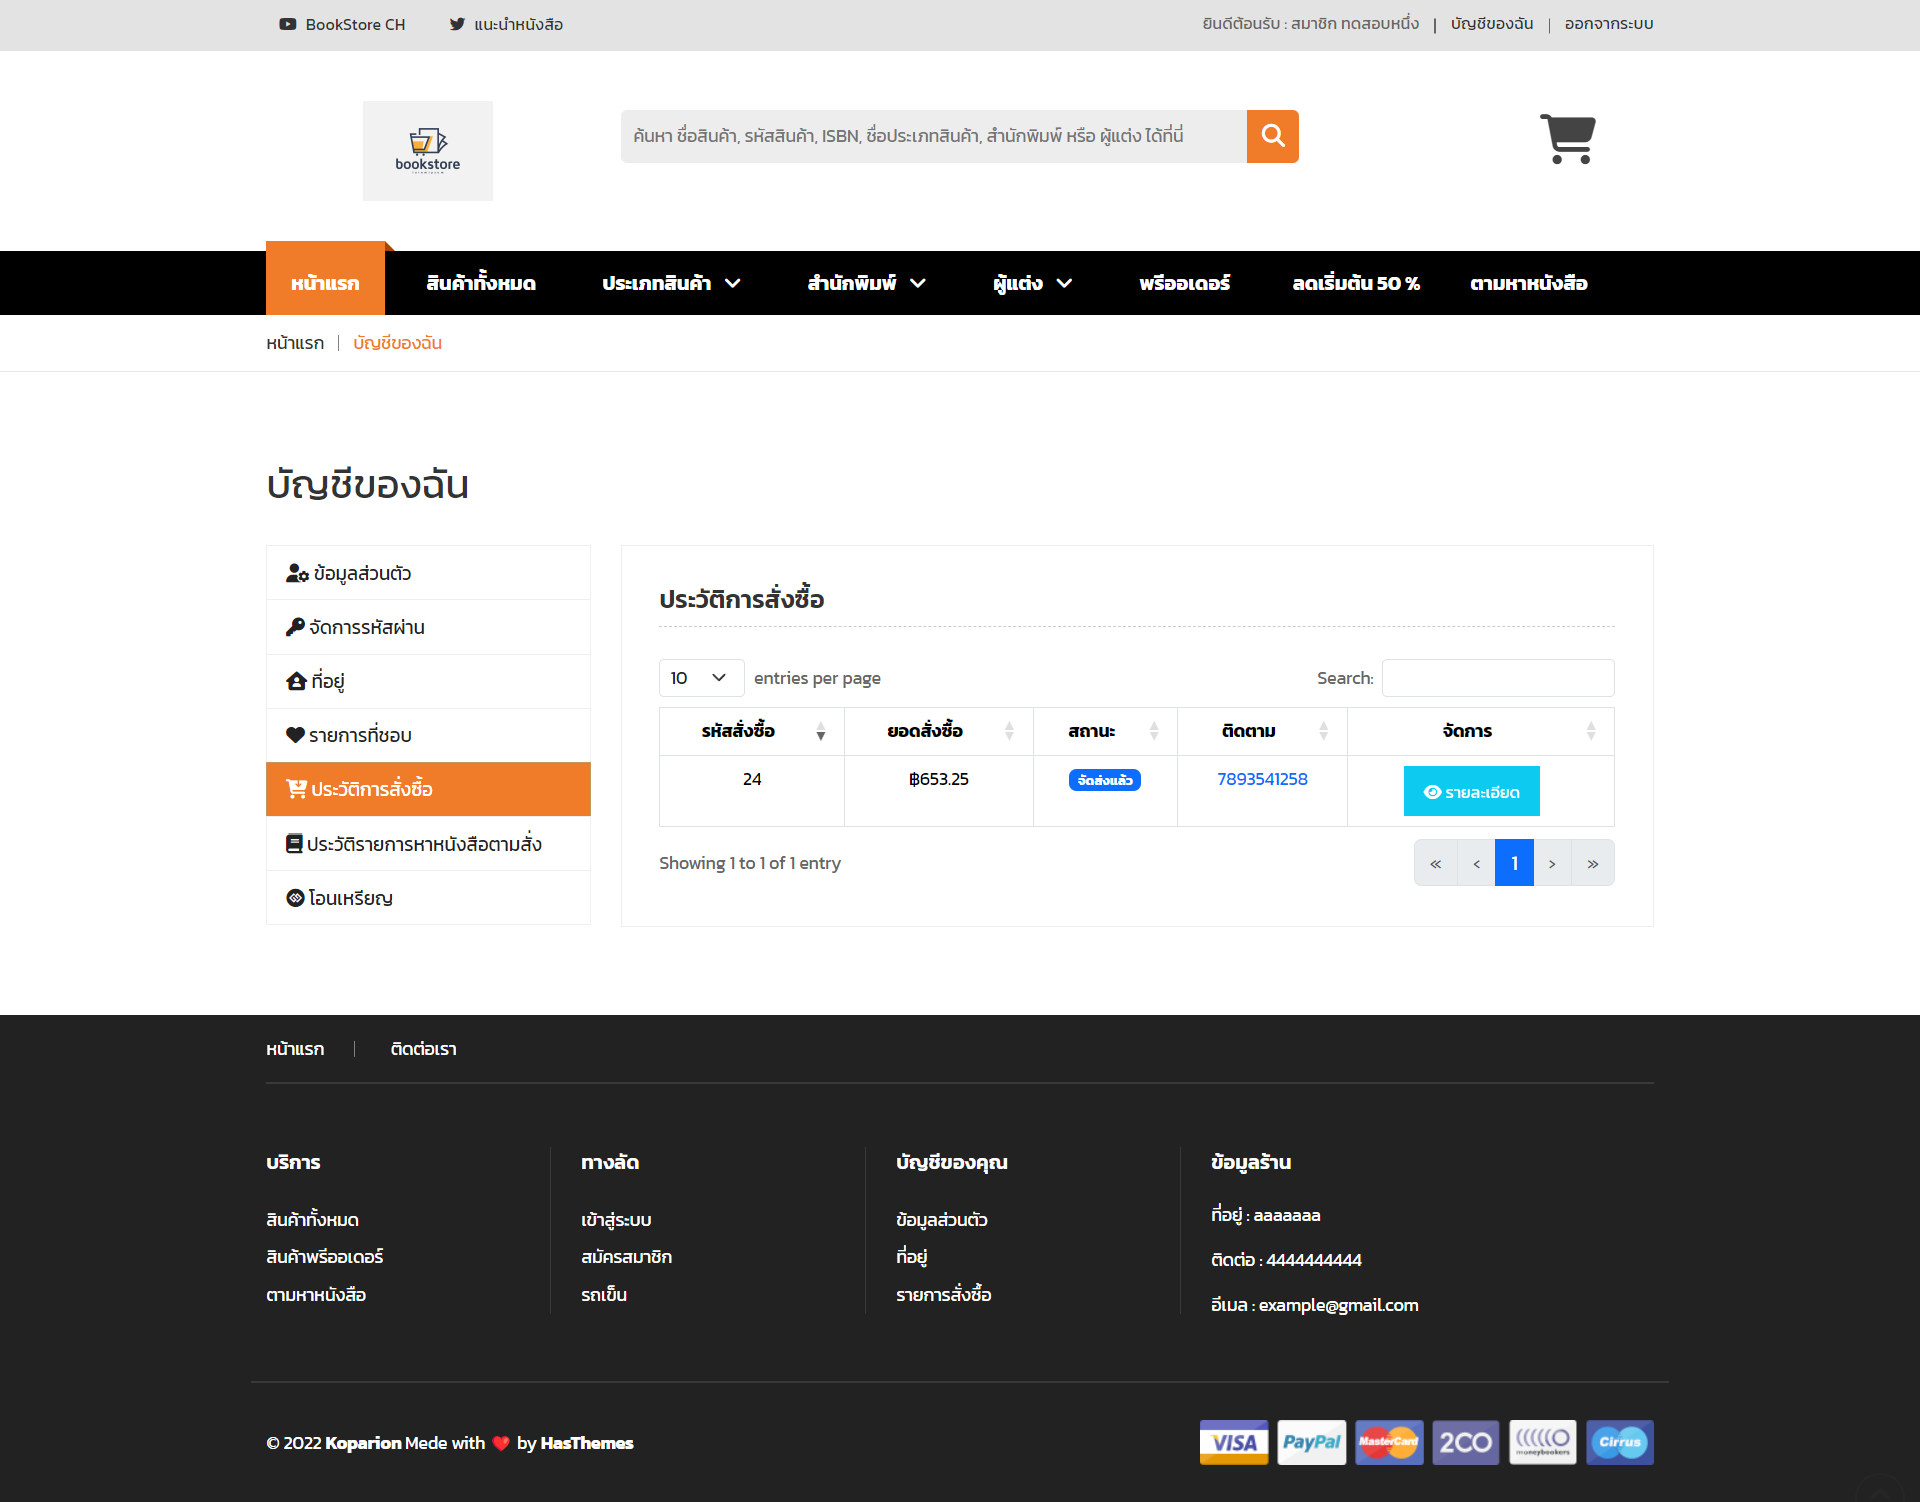 BookStore CH แนะนำหนังสือ ยินดีต้อนรับ : สมาชิก ทดสอบหนึ่ง | บัญชีของฉัน | ออกจากระบบ
bookstore
ค้นหา ชื่อสินค้า, รหัสสินค้า, ISBN, ชื่อประเภทสินค้า, สำนักพิมพ์ หรือ ผู้แต่ง ได้ที่นี่
หน้าแรก สินค้าทั้งหมด ประเภทสินค้า สำนักพิมพ์ ผู้แต่ง พรีออเดอร์ ลดเริ่มต้น 50 % ตามหาหนังสือ
หน้าแรก | บัญชีของฉัน
บัญชีของฉัน
ข้อมูลส่วนตัว
จัดการรหัสผ่าน
ที่อยู่
รายการที่ชอบ
ประวัติการสั่งซื้อ
ประวัติรายการหาหนังสือตามสั่ง
โอนเหรียญ
ประวัติการสั่งซื้อ
10 entries per page Search:
รหัสสั่งซื้อ ยอดสั่งซื้อ สถานะ ติดตาม จัดการ
24 ฿653.25 จัดส่งแล้ว 7893541258 รายละเอียด
Showing 1 to 1 of 1 entry « ‹ 1 › »
หน้าแรก | ติดต่อเรา
บริการ
สินค้าทั้งหมด
สินค้าพรีออเดอร์
ตามหาหนังสือ
ทางลัด
เข้าสู่ระบบ
สมัครสมาชิก
รถเข็น
บัญชีของคุณ
ข้อมูลส่วนตัว
ที่อยู่
รายการสั่งซื้อ
ข้อมูลร้าน
ที่อยู่ : aaaaaaa
ติดต่อ : 4444444444
อีเมล : example@gmail.com
© 2022 Koparion Mede with ❤️ by HasThemes
VISA PayPal MasterCard 2CO moneybookers Cirrus